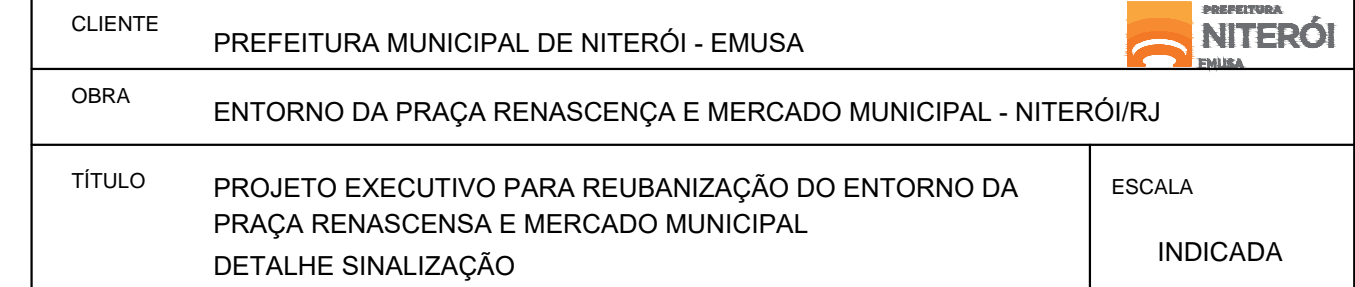 CLIENTE
PREFEITURA MUNICIPAL DE NITERÓI - EMUSA
PREFEITURA
NITERÓI
EMUSA
OBRA
ENTORNO DA PRAÇA RENASCENÇA E MERCADO MUNICIPAL - NITERÓI/RJ
TÍTULO
PROJETO EXECUTIVO PARA REUBANIZAÇÃO DO ENTORNO DA
PRAÇA RENASCENSA E MERCADO MUNICIPAL
DETALHE SINALIZAÇÃO
ESCALA
INDICADA